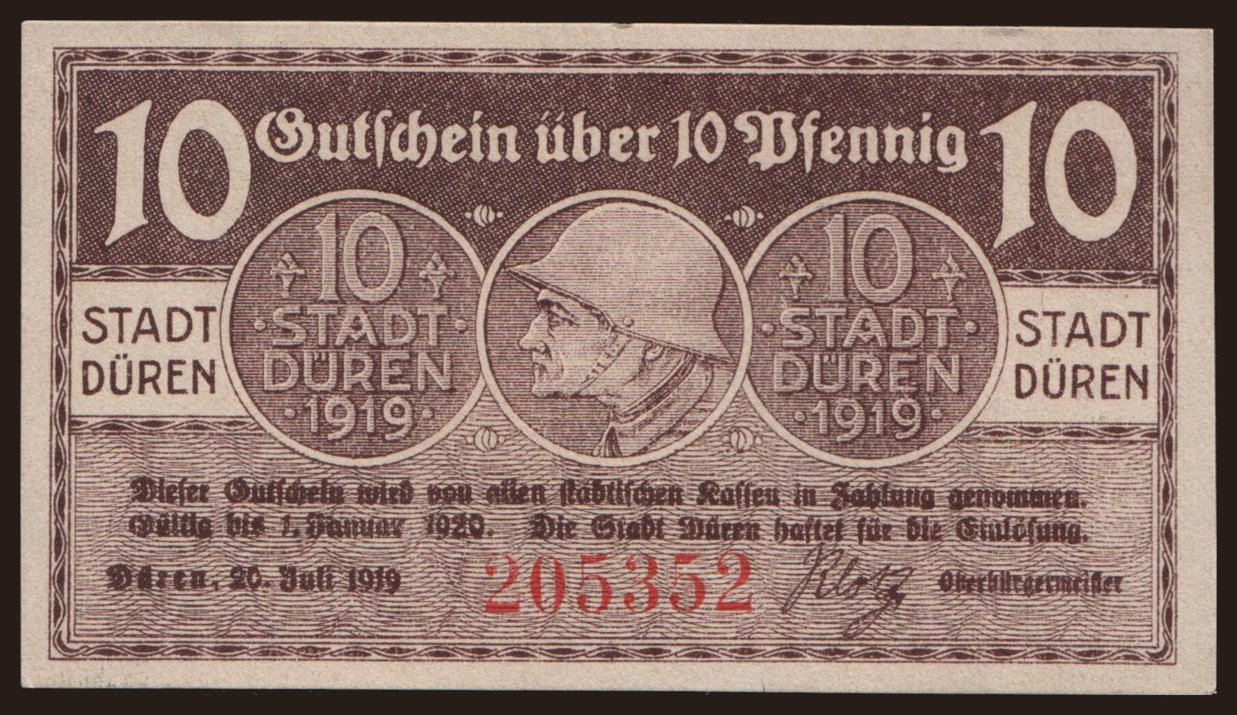 10 Gutschein über 10 Pfennig 10
10
STADT
DÜREN
1919
10
STADT
DÜREN
1919
STADT
DÜREN
STADT
DÜREN
Dieser Gutschein wird von allen städtischen Kassen in Zahlung genommen.
Gültig bis 1. Januar 1920. Die Stadt Düren haftet für die Einlösung.
Düren, 20. Juli 1919
205352
Klotz
Oberbürgermeister